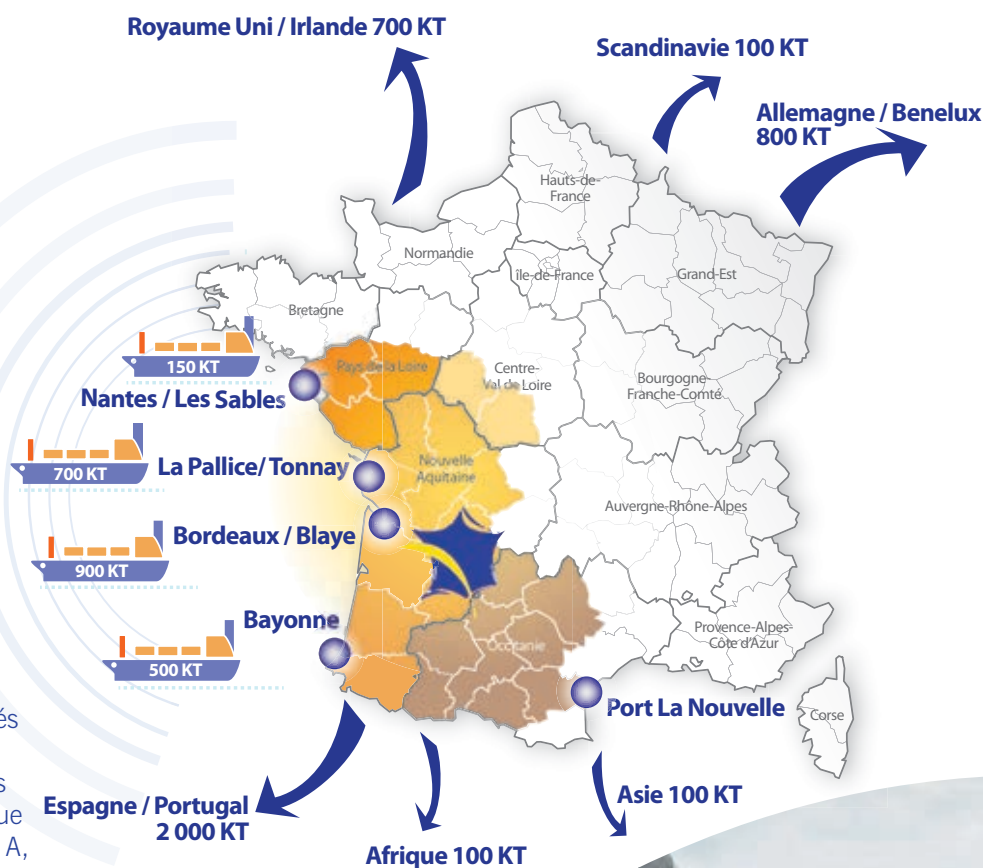 Royaume Uni / Irlande 700 KT
Scandinavie 100 KT
Allemagne / Benelux
800 KT
Hauts-de-
France
Normandie
île-de-France
Grand-Est
Bretagne
150 KT
Pays de la Loire
Centre-
Val de Loire
Bourgogne-
Franche-Comté
Nantes / Les Sables
700 KT
La Pallice/ Tonnay
Nouvelle
Aquitaine
Auvergne-Rhône-Alpes
Bordeaux / Blaye
900 KT
Bayonne
500 KT
Occitanie
Provence-Alpes-
Côte d'Azur
Port La Nouvelle
Corse
és
s
ue
A,
Espagne / Portugal
2 000 KT
Asie 100 KT
Afrique 100 KT